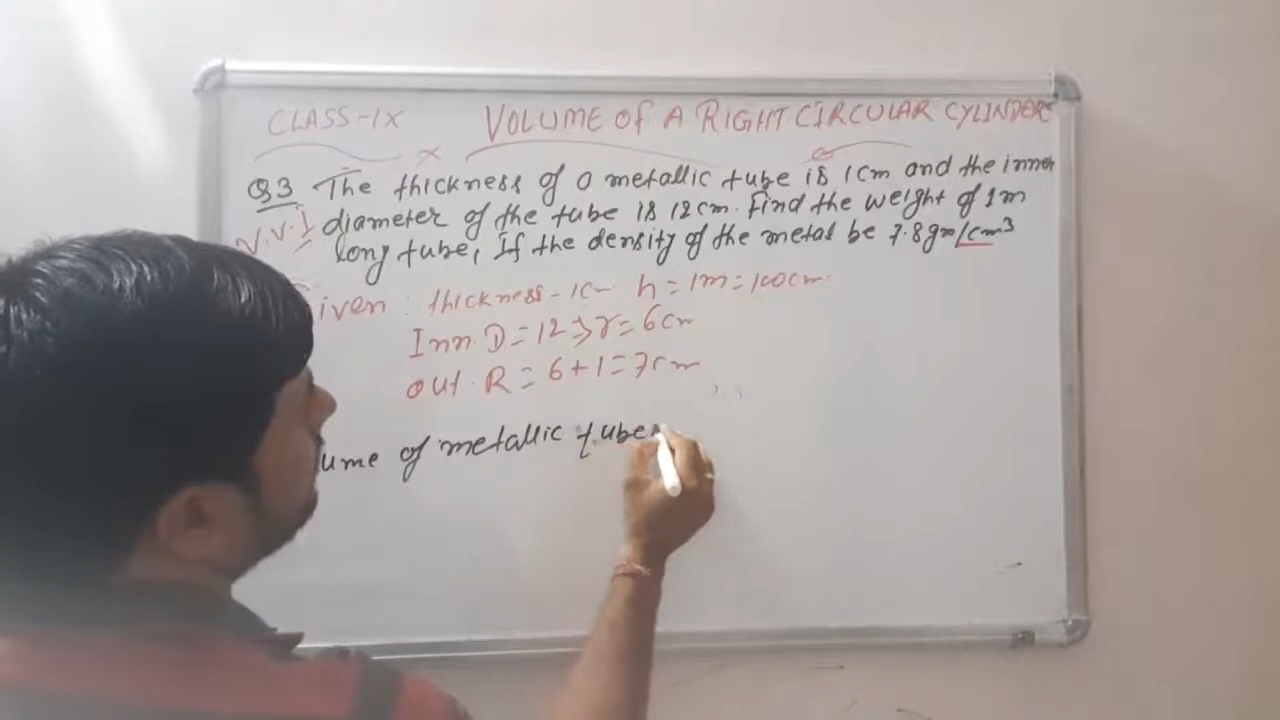 CLASS-IX VOLUME Of A RIGHT CIRCULAR CYLINDER
Q3 The thickness of a metallic tube is 1cm and the inner
V.V.I diameter of the tube is 12cm. Find the weight of 1m
long tube, If the density of the metal be 7.8gm/cm³
iven: thickness - 1cm h = 1m = 100cm.
Inn. D = 12 ⇒ r = 6cm
out. R = 6 + 1 = 7cm
ume of metallic tube